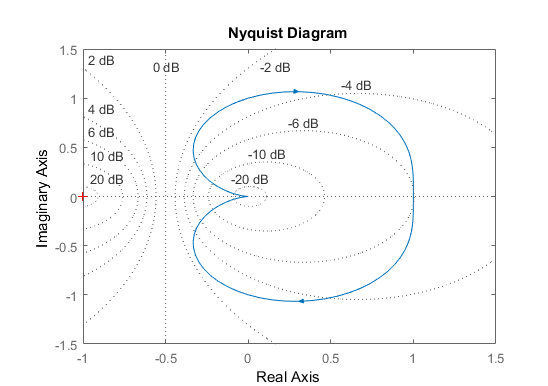 Nyquist Diagram
1.5
2 dB
0 dB
-2 dB
-4 dB
1
4 dB
-6 dB
6 dB
0.5
10 dB
-10 dB
20 dB
-20 dB
0
-0.5
-1
-1.5
-1
-0.5
0
0.5
1
1.5
Real Axis
Imaginary Axis